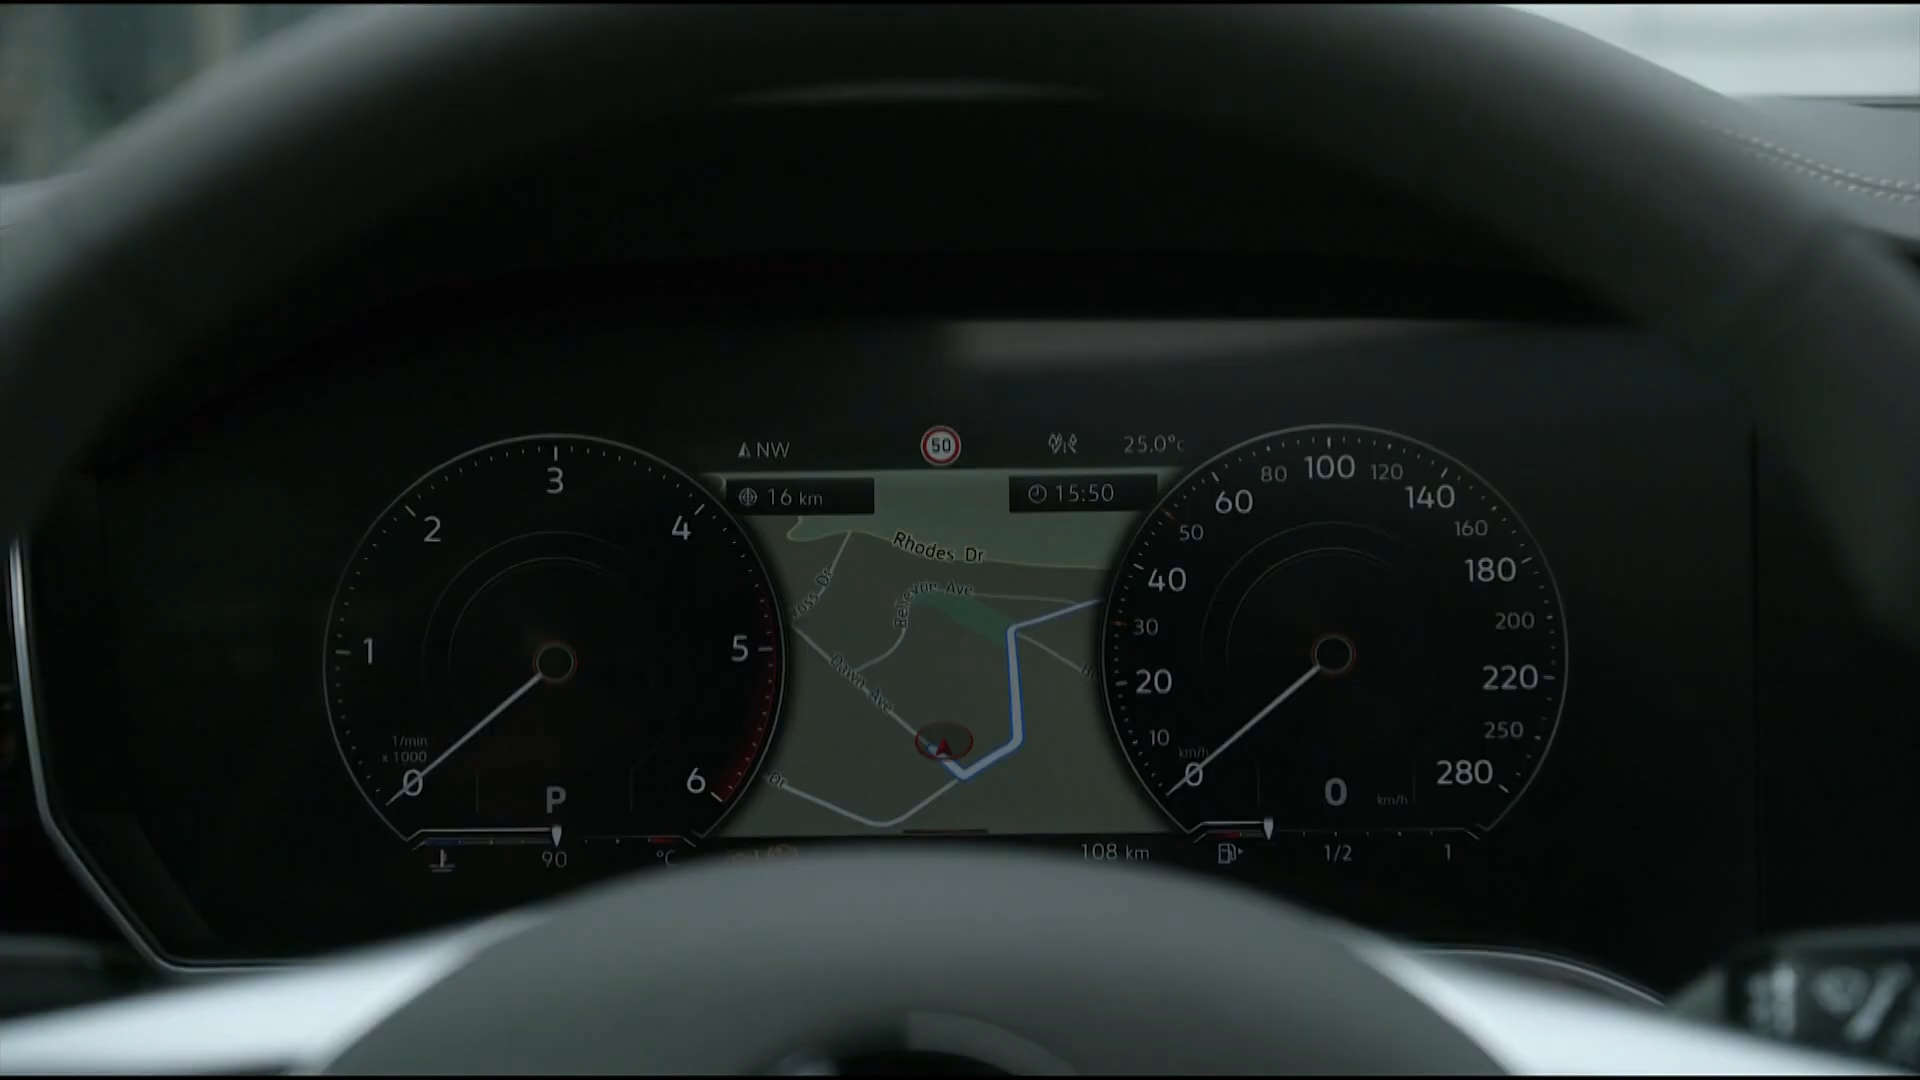 NW
50
25.0°C
16 km
15:50
Rhodes Dr
Bellevue Ave
Dawn Ave
Dr
0
1
2
3
4
5
6
1/min
x 1000
P
90
°C
0
10
20
30
40
50
60
80
100
120
140
160
180
200
220
250
280
km/h
0 km/h
108 km
1/2
1